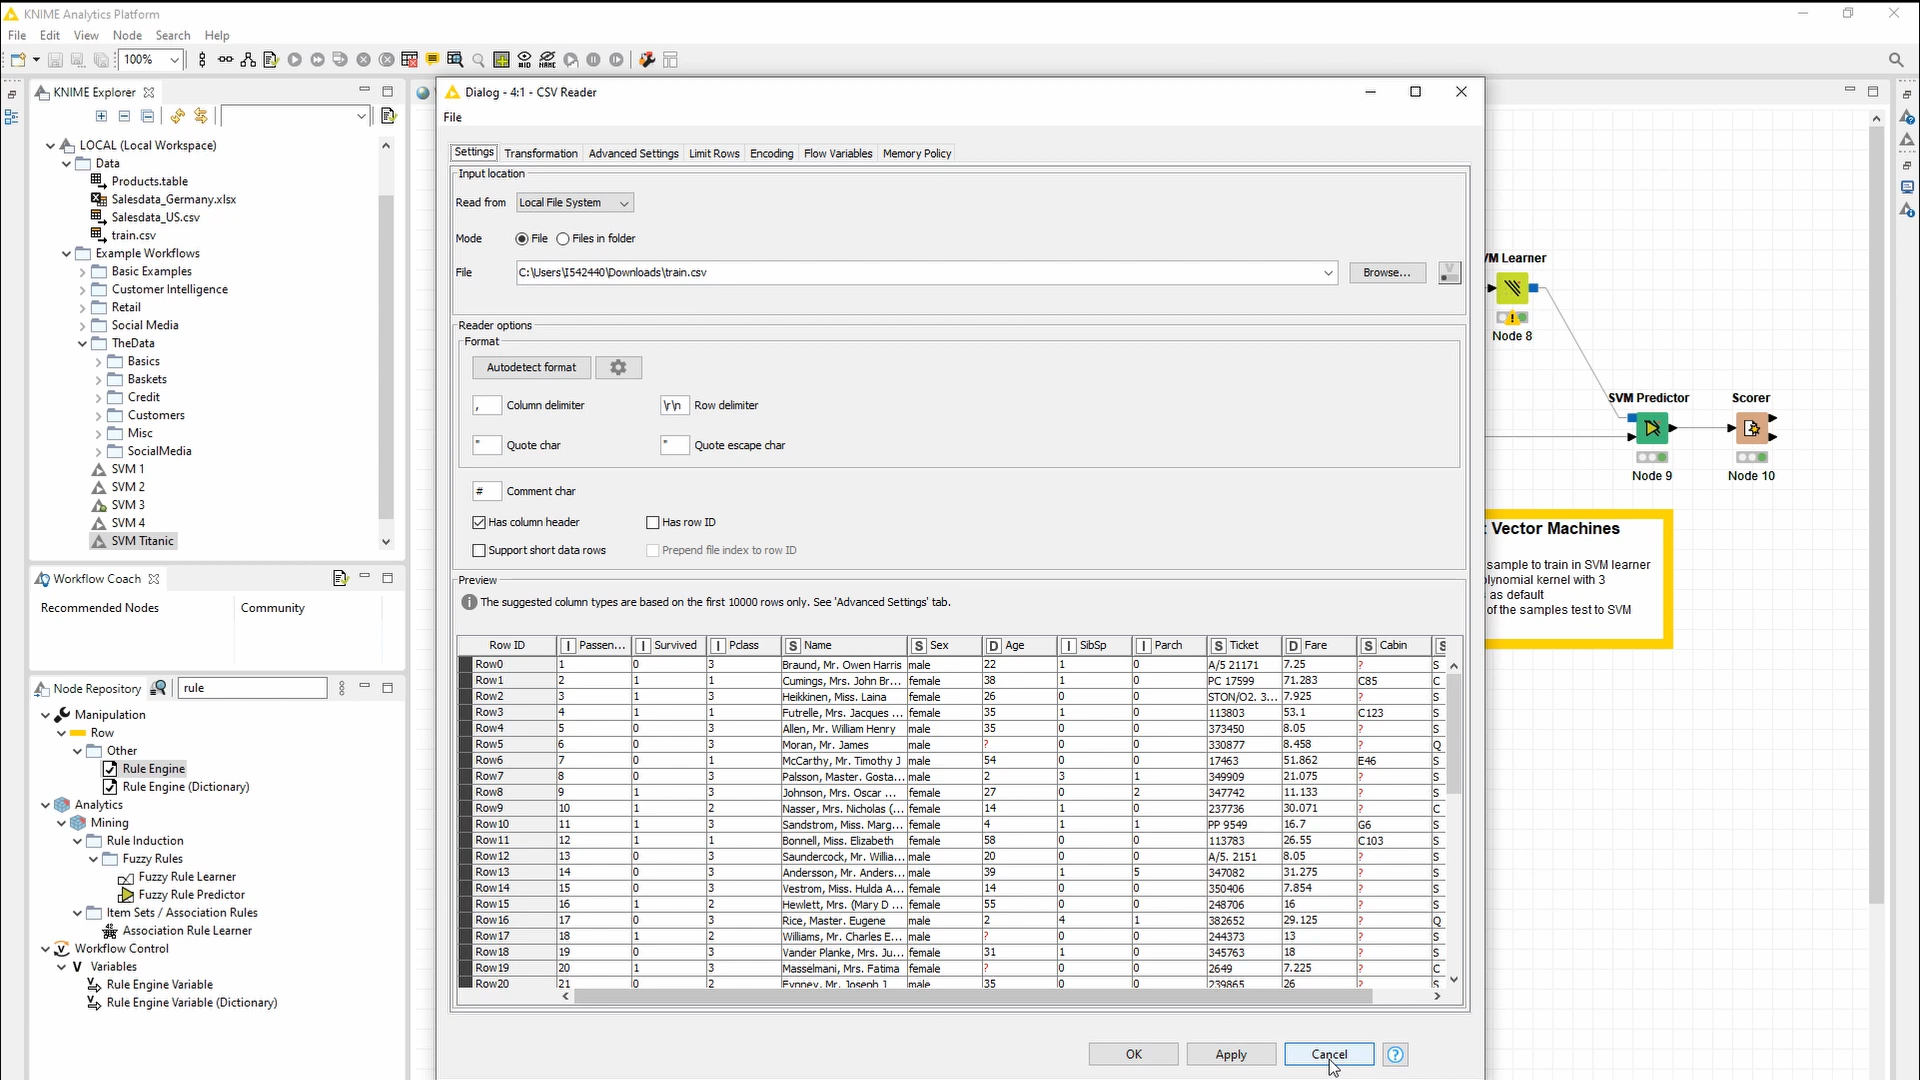 KNIME Analytics Platform
File Edit View Node Search Help
100%
KNIME Explorer
LOCAL (Local Workspace)
Data
Products.table
Salesdata_Germany.xlsx
Salesdata_US.csv
train.csv
Example Workflows
Basic Examples
Customer Intelligence
Retail
Social Media
TheData
Basics
Baskets
Credit
Customers
Misc
SocialMedia
SVM 1
SVM 2
SVM 3
SVM 4
SVM Titanic
Workflow Coach
Recommended Nodes Community
Node Repository rule
Manipulation
Row
Other
Rule Engine
Rule Engine (Dictionary)
Analytics
Mining
Rule Induction
Fuzzy Rules
Fuzzy Rule Learner
Fuzzy Rule Predictor
Item Sets / Association Rules
Association Rule Learner
Workflow Control
Variables
Rule Engine Variable
Rule Engine Variable (Dictionary)
Dialog - 4:1 - CSV Reader
File
Settings Transformation Advanced Settings Limit Rows Encoding Flow Variables Memory Policy
Input location
Read from Local File System
Mode File Files in folder
File C:\Users\I542440\Downloads\train.csv Browse...
Reader options
Format
Autodetect format
, Column delimiter \r\n Row delimiter
" Quote char " Quote escape char
# Comment char
Has column header Has row ID
Support short data rows Prepend file index to row ID
Preview
The suggested column types are based on the first 10000 rows only. See 'Advanced Settings' tab.
Row ID I Passen... I Survived I Pclass S Name S Sex D Age I SibSp I Parch S Ticket D Fare S Cabin S
Row0 1 0 3 Braund, Mr. Owen Harris male 22 1 0 A/5 21171 7.25 ? S
Row1 2 1 1 Cumings, Mrs. John Br... female 38 1 0 PC 17599 71.283 C85 C
Row2 3 1 3 Heikkinen, Miss. Laina female 26 0 0 STON/O2. 3... 7.925 ? S
Row3 4 1 1 Futrelle, Mrs. Jacques ... female 35 1 0 113803 53.1 C123 S
Row4 5 0 3 Allen, Mr. William Henry male 35 0 0 373450 8.05 ? S
Row5 6 0 3 Moran, Mr. James male ? 0 0 330877 8.458 ? Q
Row6 7 0 1 McCarthy, Mr. Timothy J male 54 0 0 17463 51.862 E46 S
Row7 8 0 3 Palsson, Master. Gosta... male 2 3 1 349909 21.075 ? S
Row8 9 1 3 Johnson, Mrs. Oscar ... female 27 0 2 347742 11.133 ? S
Row9 10 1 2 Nasser, Mrs. Nicholas (... female 14 1 0 237736 30.071 ? C
Row10 11 1 3 Sandstrom, Miss. Marg... female 4 1 1 PP 9549 16.7 G6 S
Row11 12 1 1 Bonnell, Miss. Elizabeth female 58 0 0 113783 26.55 C103 S
Row12 13 0 3 Saundercock, Mr. Willia... male 20 0 0 A/5. 2151 8.05 ? S
Row13 14 0 3 Andersson, Mr. Anders... male 39 1 5 347082 31.275 ? S
Row14 15 0 3 Vestrom, Miss. Hulda A... female 14 0 0 350406 7.854 ? S
Row15 16 1 2 Hewlett, Mrs. (Mary D ... female 55 0 0 248706 16 ? S
Row16 17 0 3 Rice, Master. Eugene male 2 4 1 382652 29.125 ? Q
Row17 18 1 2 Williams, Mr. Charles E... male ? 0 0 244373 13 ? S
Row18 19 0 3 Vander Planke, Mrs. Ju... female 31 1 0 345763 18 ? S
Row19 20 1 3 Masselmani, Mrs. Fatima female ? 0 0 2649 7.225 ? C
Row20 21 0 2 Fynney, Mr. Joseph J male 35 0 0 239865 26 ? S
OK Apply Cancel
VM Learner
Node 8
SVM Predictor Scorer
Node 9 Node 10
Vector Machines
sample to train in SVM learner
lynomial kernel with 3
as default
of the samples test to SVM